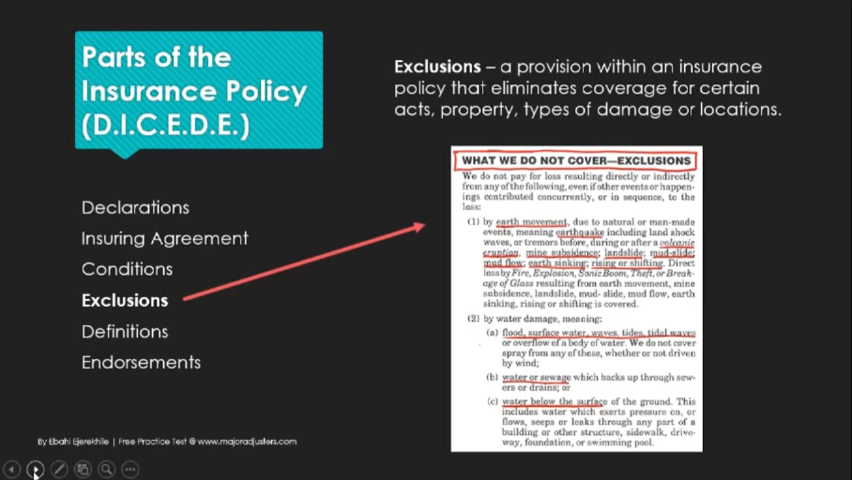 Parts of the
Insurance Policy
(D.I.C.E.D.E.)
Declarations
Insuring Agreement
Conditions
Exclusions
Definitions
Endorsements
Exclusions – a provision within an insurance
policy that eliminates coverage for certain
acts, property, types of damage or locations.
WHAT WE DO NOT COVER—EXCLUSIONS
We do not pay for loss resulting directly or indirectly
from any of the following, even if other events or happen-
ings contributed concurrently, or in sequence, to the
loss:
(1) by earth movement, due to natural or man-made
events, meaning earthquake including land shock
waves, or tremors before, during or after a volcanic
eruption, mine subsidence; landslide; mud-slide;
mud flow; earth sinking; rising or shifting. Direct
loss by Fire, Explosion, Sonic Boom, Theft, or Break-
age of Glass resulting from earth movement, mine
subsidence, landslide, mud- slide, mud flow, earth
sinking, rising or shifting is covered.
(2) by water damage, meaning:
(a) flood, surface water, waves, tides, tidal waves
or overflow of a body of water. We do not cover
spray from any of these, whether or not driven
by wind;
(b) water or sewage which backs up through sew-
ers or drains; or
(c) water below the surface of the ground. This
includes water which exerts pressure on, or
flows, seeps or leaks through any part of a
building or other structure, sidewalk, drive-
way, foundation, or swimming pool.
By Ebahi Ejerekhile | Free Practice Test @ www.majoradjusters.com